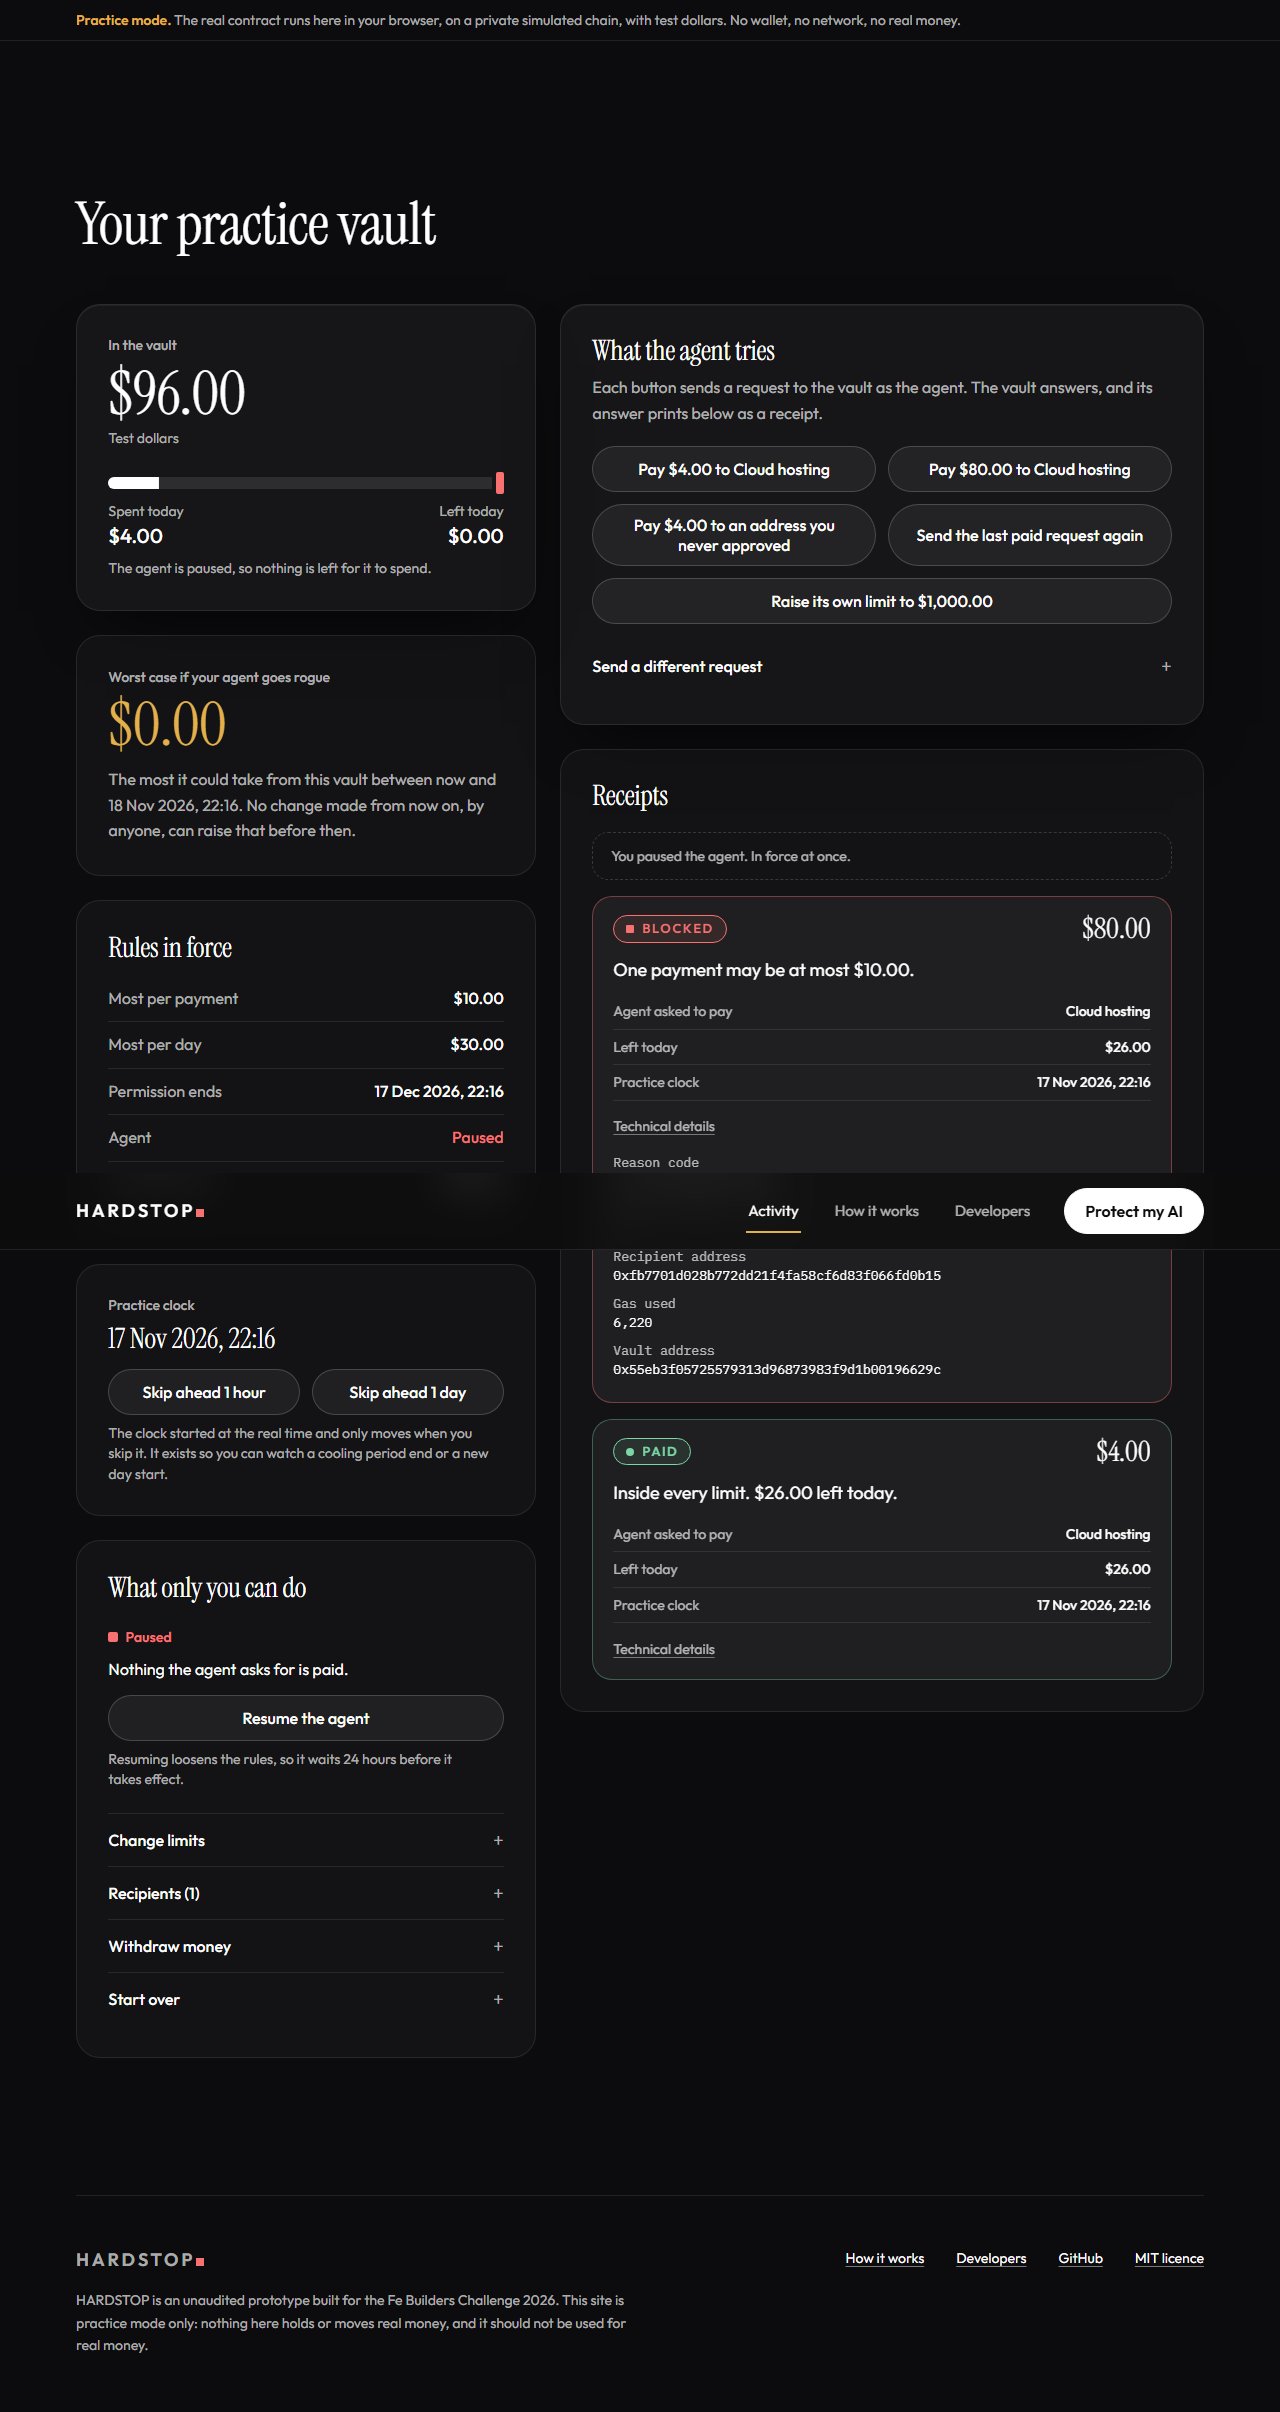 Practice mode. The real contract runs here in your browser, on a private simulated chain, with test dollars. No wallet, no network, no real money.
Your practice vault
In the vault
$96.00
Test dollars
Spent today
Left today
$4.00
$0.00
The agent is paused, so nothing is left for it to spend.
Worst case if your agent goes rogue
$0.00
The most it could take from this vault between now and
18 Nov 2026, 22:16. No change made from now on, by
anyone, can raise that before then.
Rules in force
Most per payment $10.00
Most per day $30.00
Permission ends 17 Dec 2026, 22:16
Agent Paused
What the agent tries
Each button sends a request to the vault as the agent. The vault answers, and its
answer prints below as a receipt.
Pay $4.00 to Cloud hosting
Pay $80.00 to Cloud hosting
Pay $4.00 to an address you
never approved
Send the last paid request again
Raise its own limit to $1,000.00
Send a different request +
Receipts
You paused the agent. In force at once.
BLOCKED $80.00
One payment may be at most $10.00.
Agent asked to pay Cloud hosting
Left today $26.00
Practice clock 17 Nov 2026, 22:16
Technical details
Reason code
HARDSTOP
Activity How it works Developers Protect my AI
Recipient address
0xfb7701d028b772dd21f4fa58cf6d83f066fd0b15
Gas used
6,220
Vault address
0x55eb3f05725579313d96873983f9d1b00196629c
PAID $4.00
Inside every limit. $26.00 left today.
Agent asked to pay Cloud hosting
Left today $26.00
Practice clock 17 Nov 2026, 22:16
Technical details
Practice clock
17 Nov 2026, 22:16
Skip ahead 1 hour
Skip ahead 1 day
The clock started at the real time and only moves when you
skip it. It exists so you can watch a cooling period end or a new
day start.
What only you can do
Paused
Nothing the agent asks for is paid.
Resume the agent
Resuming loosens the rules, so it waits 24 hours before it
takes effect.
Change limits +
Recipients (1) +
Withdraw money +
Start over +
HARDSTOP
How it works Developers GitHub MIT licence
HARDSTOP is an unaudited prototype built for the Fe Builders Challenge 2026. This site is
practice mode only: nothing here holds or moves real money, and it should not be used for
real money.